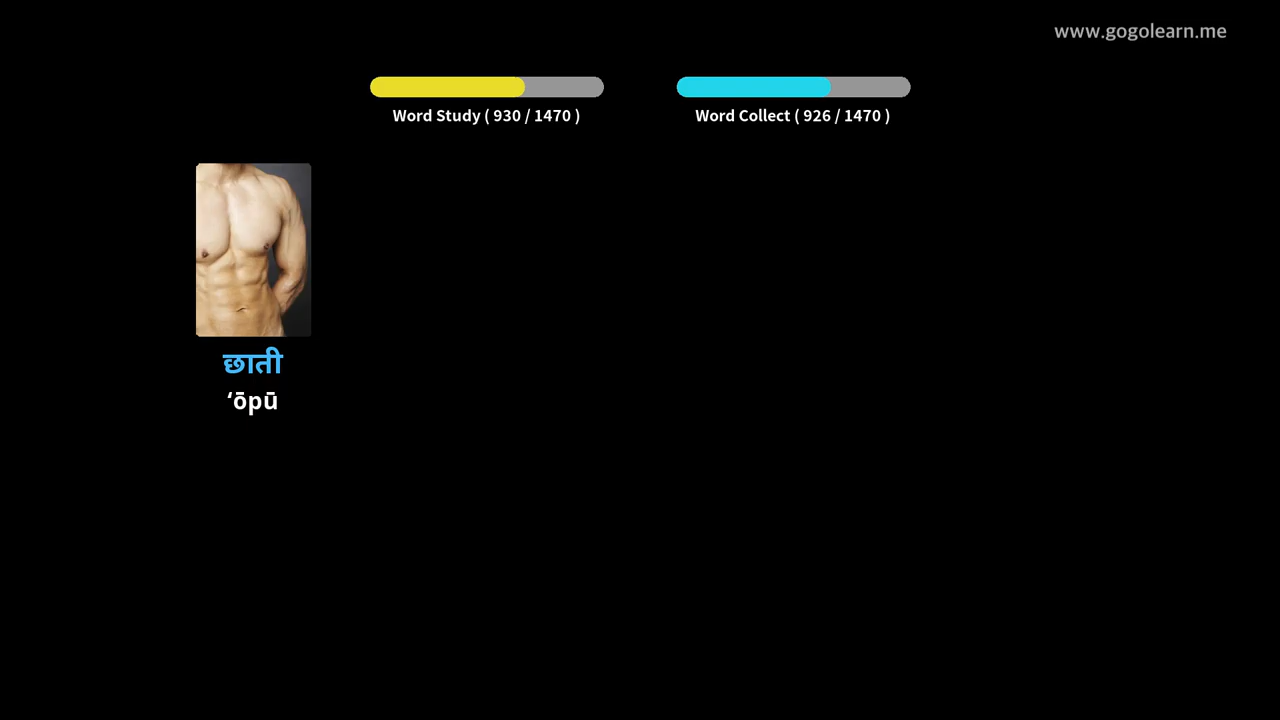 www.gogolearn.me
Word Study ( 930 / 1470 )
Word Collect ( 926 / 1470 )
छाती
ʻōpū